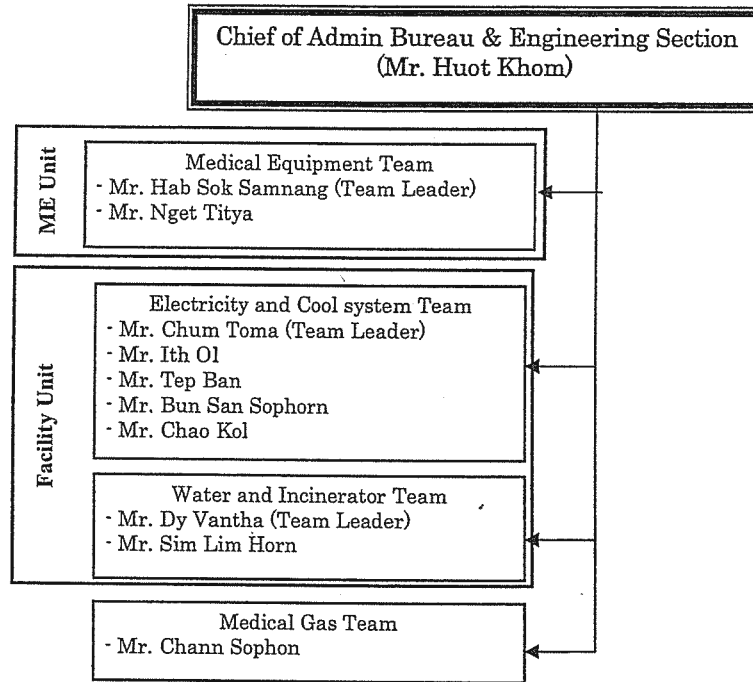 Chief of Admin Bureau & Engineering Section
(Mr. Huot Khom)
ME Unit
Medical Equipment Team
- Mr. Hab Sok Samnang (Team Leader)
- Mr. Nget Titya
Facility Unit
Electricity and Cool system Team
- Mr. Chum Toma (Team Leader)
- Mr. Ith Ol
- Mr. Tep Ban
- Mr. Bun San Sophorn
- Mr. Chao Kol
Water and Incinerator Team
- Mr. Dy Vantha (Team Leader)
- Mr. Sim Lim Horn
Medical Gas Team
- Mr. Chann Sophon